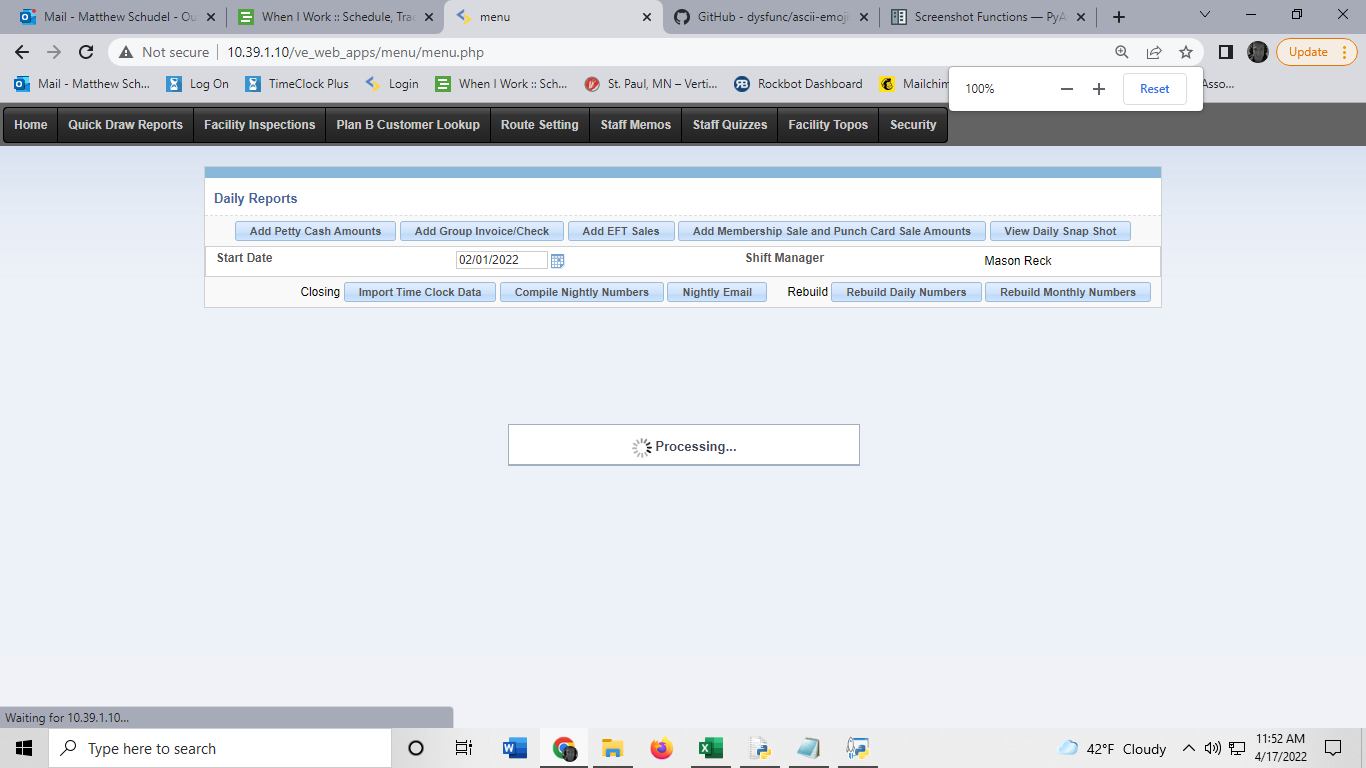 Mail - Matthew Schudel - Ou
When I Work :: Schedule, Trac
menu
GitHub - dysfunc/ascii-emoji
Screenshot Functions — PyA
Not secure
10.39.1.10/ve_web_apps/menu/menu.php
Update
Mail - Matthew Sch...
Log On
TimeClock Plus
Login
When I Work :: Sch...
St. Paul, MN – Verti...
Rockbot Dashboard
Mailchim
Asso...
100%
Reset
Home
Quick Draw Reports
Facility Inspections
Plan B Customer Lookup
Route Setting
Staff Memos
Staff Quizzes
Facility Topos
Security
Daily Reports
Add Petty Cash Amounts
Add Group Invoice/Check
Add EFT Sales
Add Membership Sale and Punch Card Sale Amounts
View Daily Snap Shot
Start Date
02/01/2022
Shift Manager
Mason Reck
Closing
Import Time Clock Data
Compile Nightly Numbers
Nightly Email
Rebuild
Rebuild Daily Numbers
Rebuild Monthly Numbers
Processing...
Waiting for 10.39.1.10...
Type here to search
42°F Cloudy
11:52 AM
4/17/2022